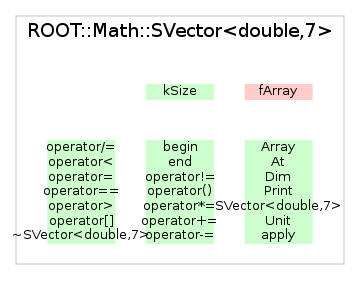 ROOT::Math::SVector<double,7>
kSize fArray
operator/= begin Array
operator< end At
operator= operator!= Dim
operator== operator() Print
operator> operator*= SVector<double,7>
operator[] operator+= Unit
~SVector<double,7> operator-= apply